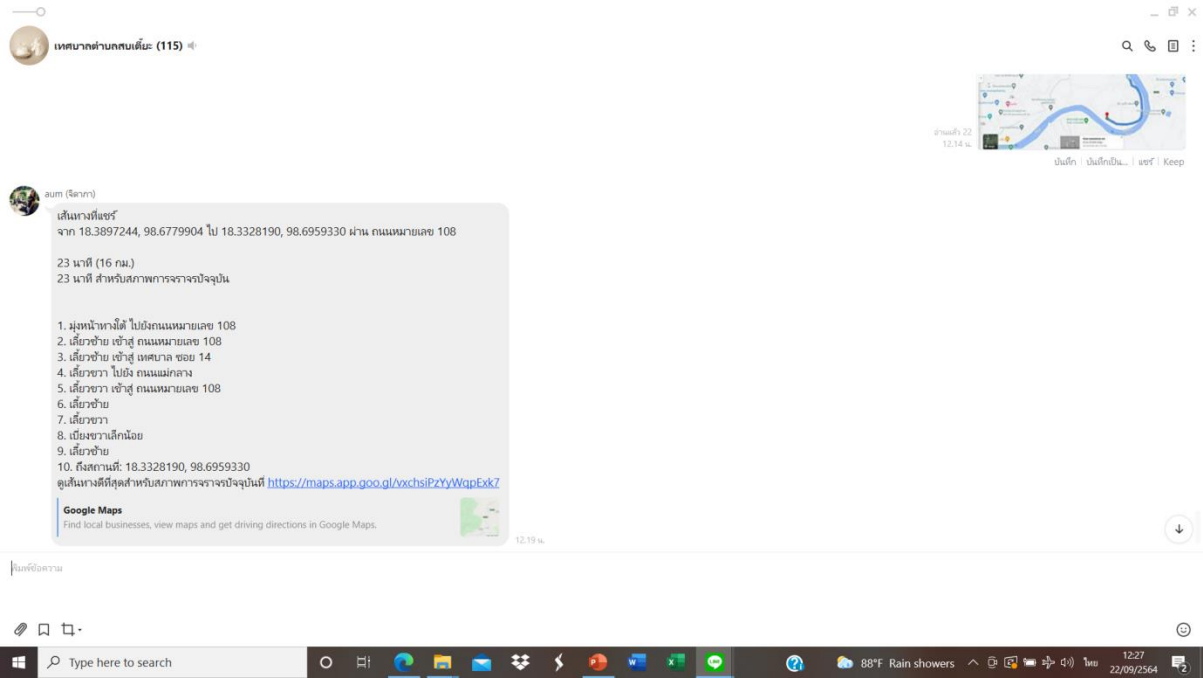 เทศบาลตำบลสบเตี๊ยะ (115)
อ่านแล้ว 22
12.14 น.
บันทึก | บันทึกเป็น... | แชร์ | Keep
aum (จีดาภา)
เส้นทางที่แชร์
จาก 18.3897244, 98.6779904 ไป 18.3328190, 98.6959330 ผ่าน ถนนหมายเลข 108
23 นาที (16 กม.)
23 นาที สำหรับสภาพการจราจรปัจจุบัน
1. มุ่งหน้าทางใต้ ไปยังถนนหมายเลข 108
2. เลี้ยวซ้าย เข้าสู่ ถนนหมายเลข 108
3. เลี้ยวซ้าย เข้าสู่ เทศบาล ซอย 14
4. เลี้ยวขวา ไปยัง ถนนแม่กลาง
5. เลี้ยวขวา เข้าสู่ ถนนหมายเลข 108
6. เลี้ยวซ้าย
7. เลี้ยวขวา
8. เบี่ยงขวาเล็กน้อย
9. เลี้ยวซ้าย
10. ถึงสถานที่: 18.3328190, 98.6959330
ดูเส้นทางดีที่สุดสำหรับสภาพการจราจรปัจจุบันที่ https://maps.app.goo.gl/vxchsiPzYyWqpExk7
Google Maps
Find local businesses, view maps and get driving directions in Google Maps.
12.19 น.
พิมพ์ข้อความ
Type here to search
88°F Rain showers
ไทย
12:27
22/09/2564
2